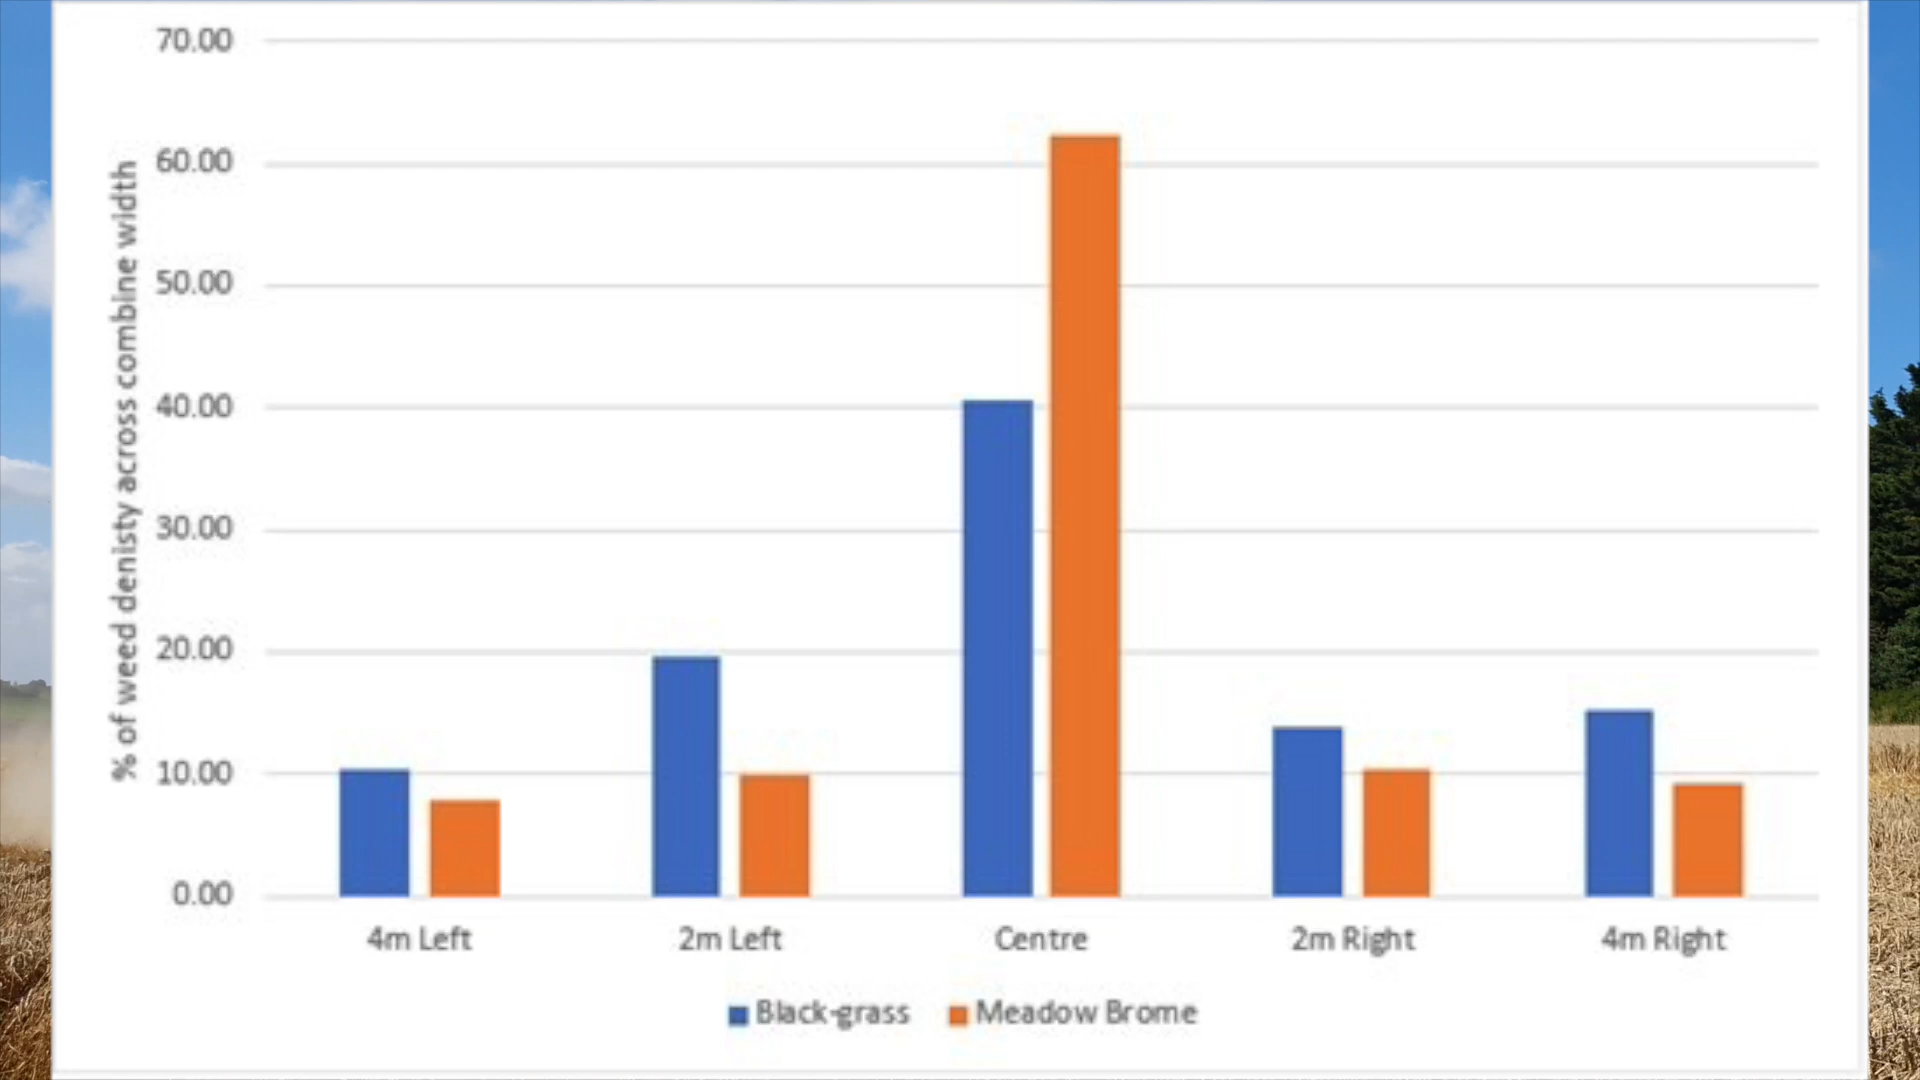 70.00
60.00
50.00
40.00
30.00
20.00
10.00
0.00
% of weed denisty across combine width
4m Left
2m Left
Centre
2m Right
4m Right
Black-grass
Meadow Brome